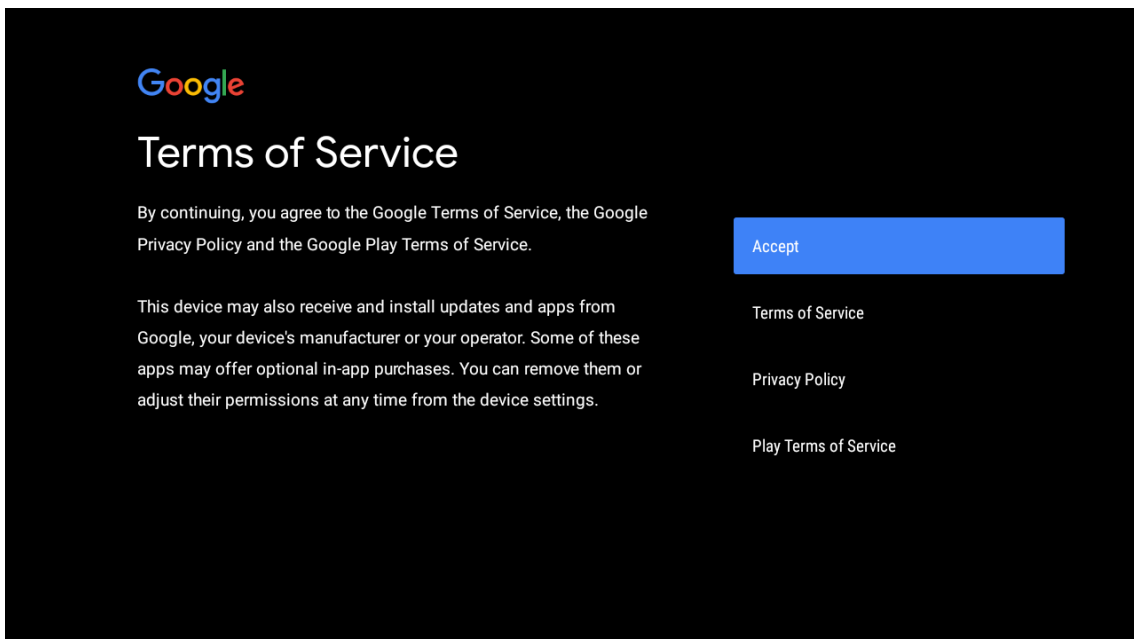 Google
Terms of Service
By continuing, you agree to the Google Terms of Service, the Google
Privacy Policy and the Google Play Terms of Service.
This device may also receive and install updates and apps from
Google, your device's manufacturer or your operator. Some of these
apps may offer optional in-app purchases. You can remove them or
adjust their permissions at any time from the device settings.
Accept
Terms of Service
Privacy Policy
Play Terms of Service